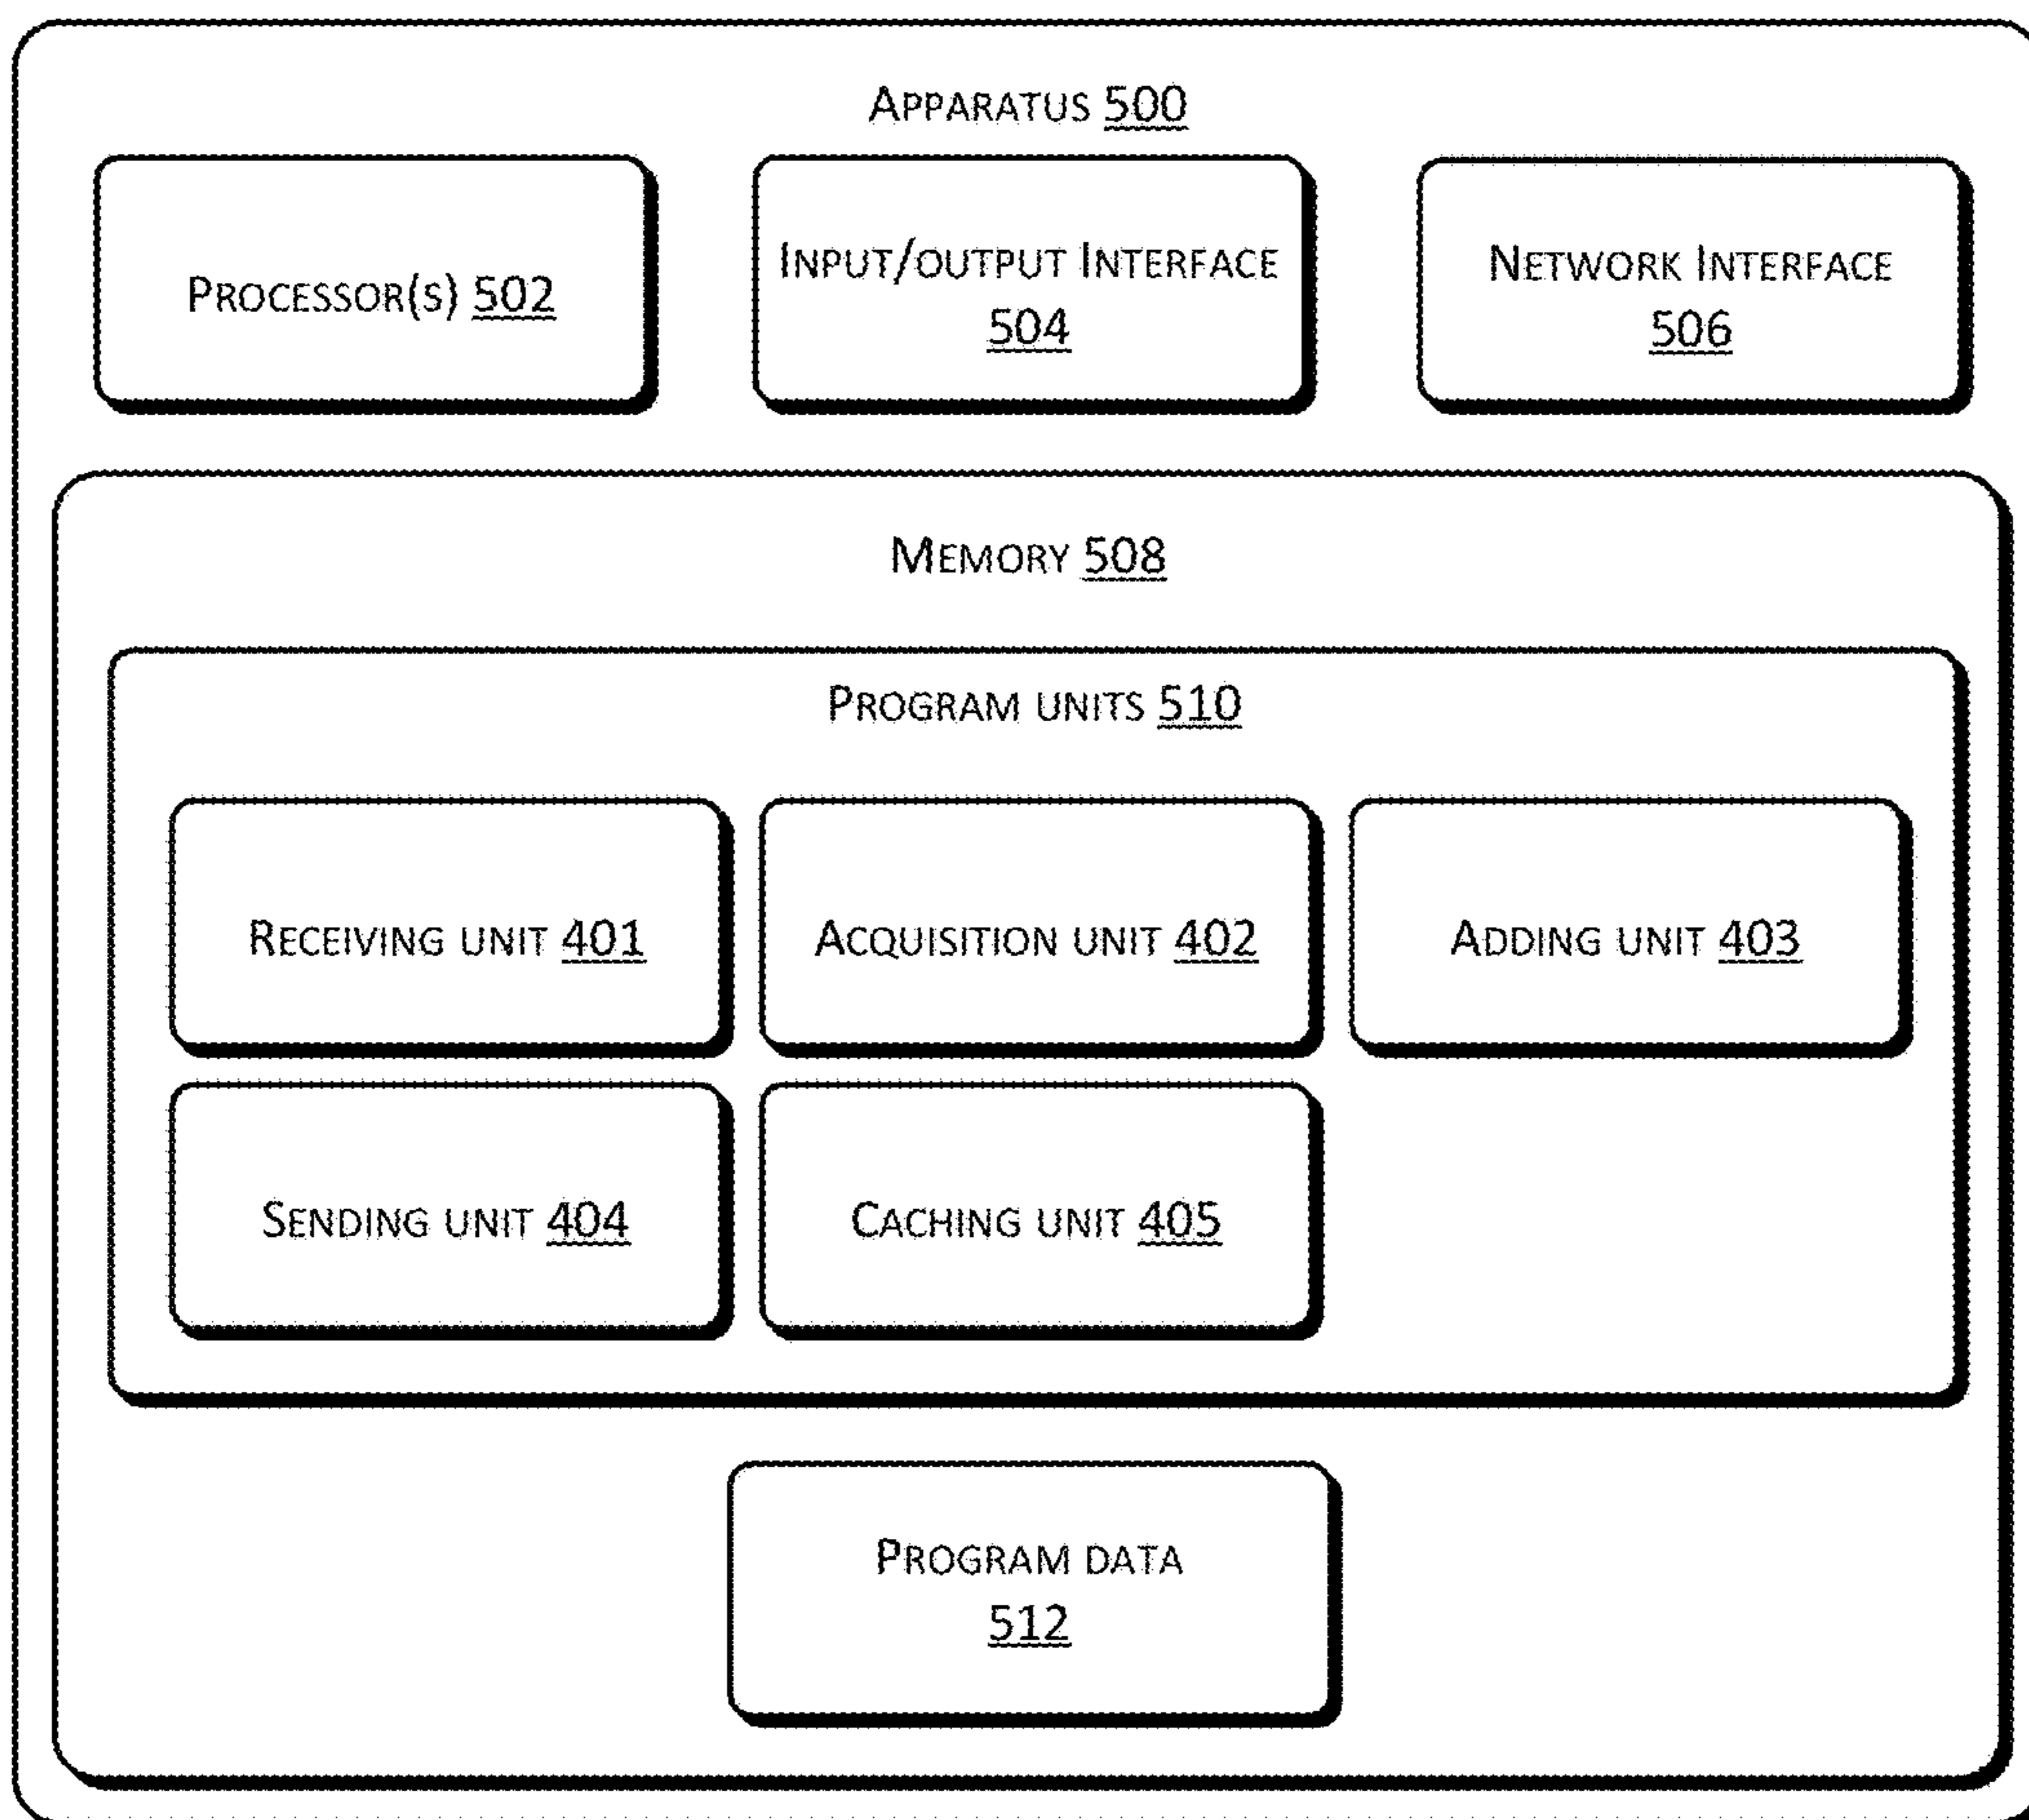 Apparatus 500
Processor(s) 502
Input/output Interface
504
Network Interface
506
Memory 508
Program units 510
Receiving unit 401
Acquisition unit 402
Adding unit 403
Sending unit 404
Caching unit 405
Program data
512